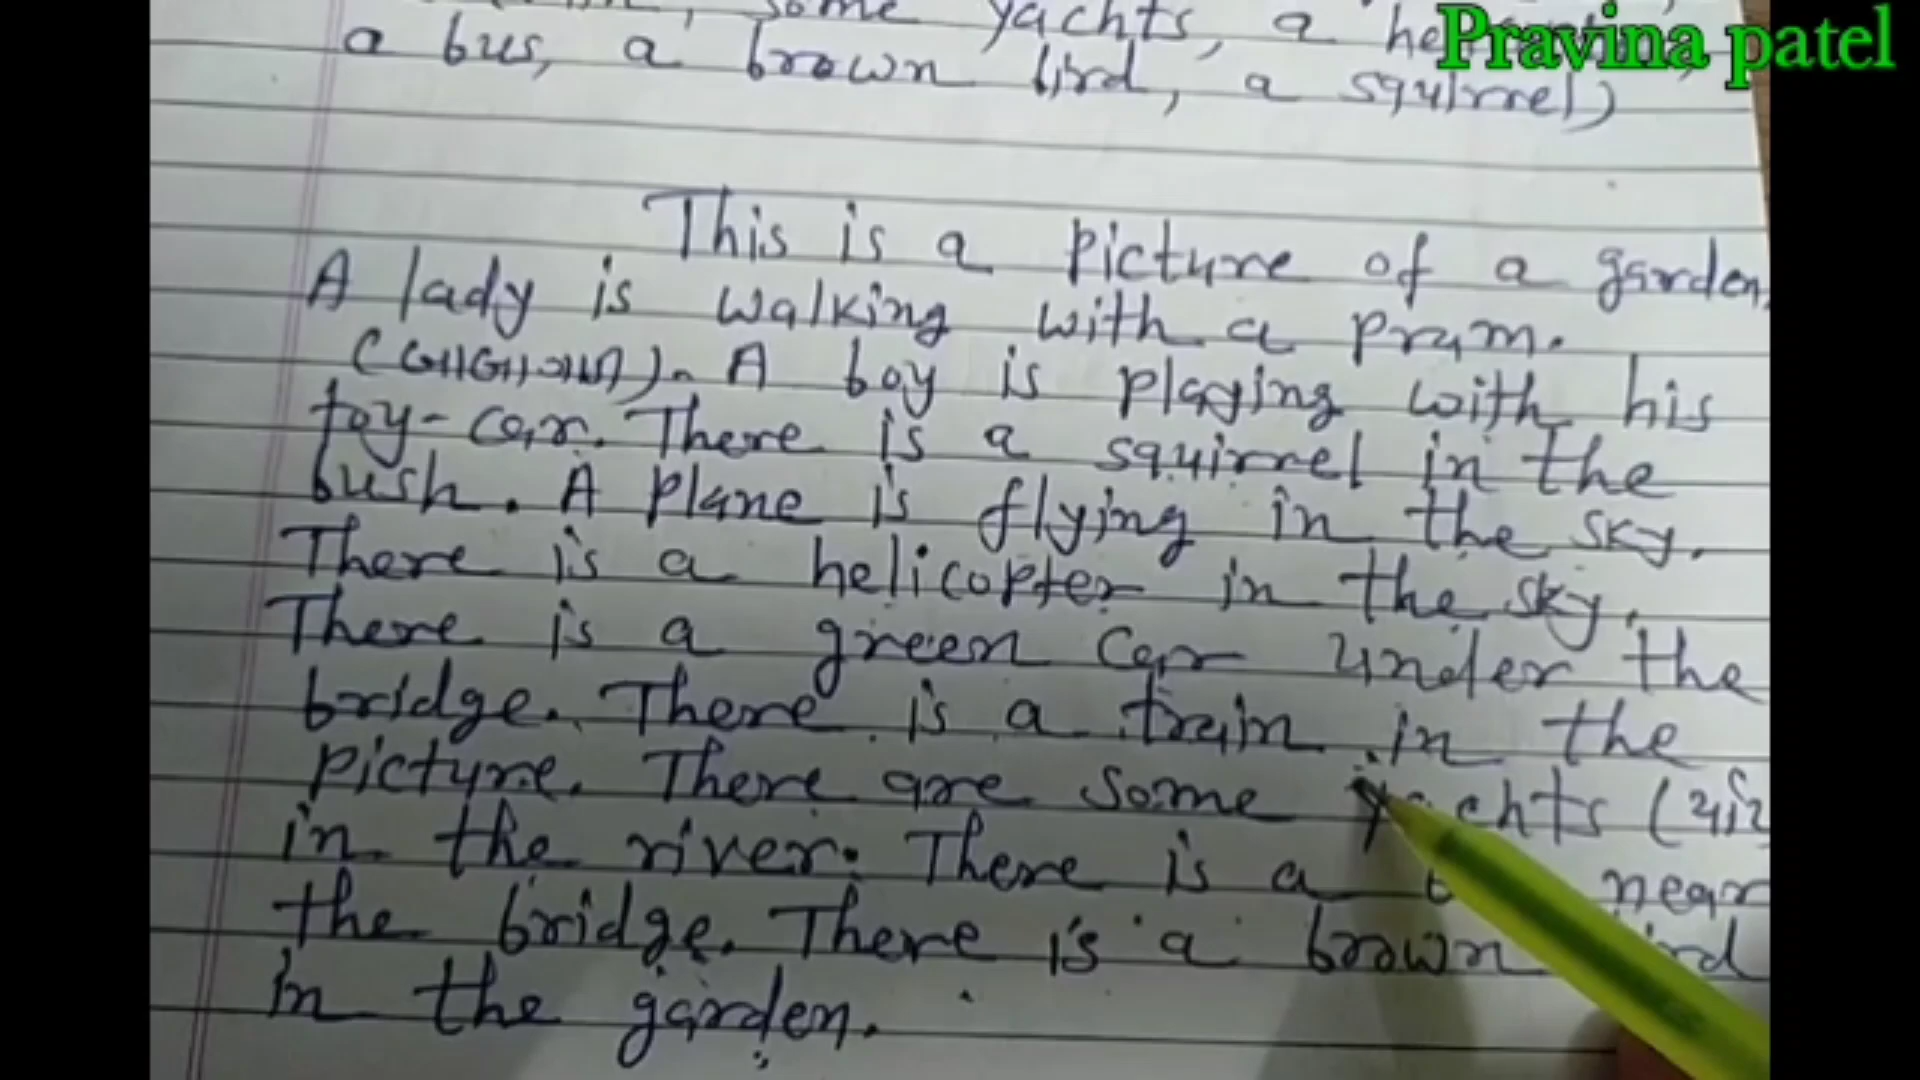 some yachts, a
Pravina patel
a bus, a brown bird, a squirrel)
This is a picture of a garden.
A lady is walking with a pram.
(બાબાગાડી). A boy is playing with his
toy-car. There is a squirrel in the
bush. A plane is flying in the sky.
There is a helicopter in the sky.
There is a green car under the
bridge. There is a train in the
picture. There are some yachts
in the river. There is a near
the bridge. There is a brown
in the garden.